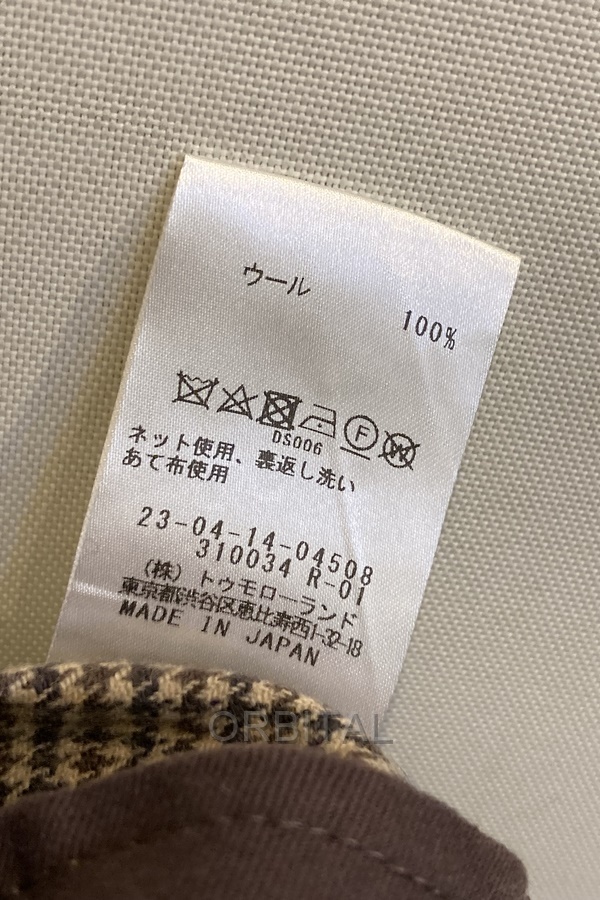 ウール
100%
F W
DS006
ネット使用、裏返し洗い
あて布使用
23-04-14-04508
310034 R-01
(株) トゥモローランド
東京都渋谷区恵比寿西1-32-18
MADE IN JAPAN
ORBITAL